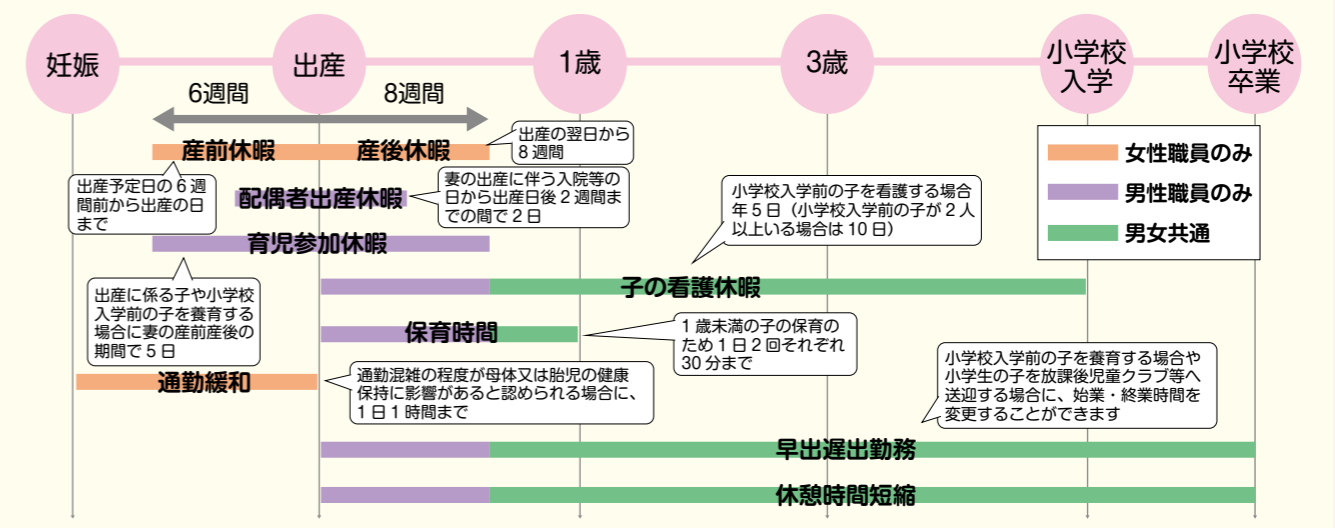 妊娠
出産
1歳
3歳
小学校
入学
小学校
卒業
6週間
8週間
産前休暇
産後休暇
出産の翌日から
8週間
出産予定日の6週
間前から出産の日
まで
配偶者出産休暇
妻の出産に伴う入院等の
日から出産日後2週間ま
での間で2日
育児参加休暇
出産に係る子や小学校
入学前の子を養育する
場合に妻の産前産後の
期間で5日
小学校入学前の子を看護する場合
年5日(小学校入学前の子が2人
以上いる場合は10日)
子の看護休暇
保育時間
1歳未満の子の保育の
ため1日2回それぞれ
30分まで
通勤緩和
通勤混雑の程度が母体又は胎児の健康
保持に影響があると認められる場合に、
1日1時間まで
小学校入学前の子を養育する場合や
小学生の子を放課後児童クラブ等へ
送迎する場合に、始業・終業時間を
変更することができます
早出遅出勤務
休憩時間短縮
女性職員のみ
男性職員のみ
男女共通